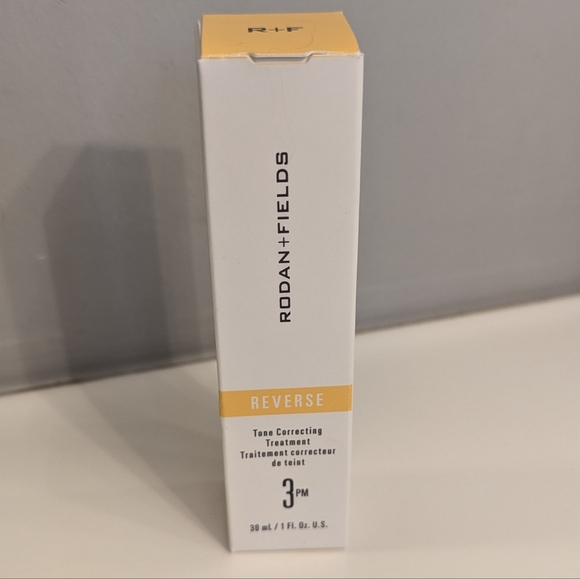 R+F
RODAN+FIELDS
REVERSE
Tone Correcting
Treatment
Traitement correcteur
de teint
3PM
30 mL / 1 Fl. Oz. U.S.